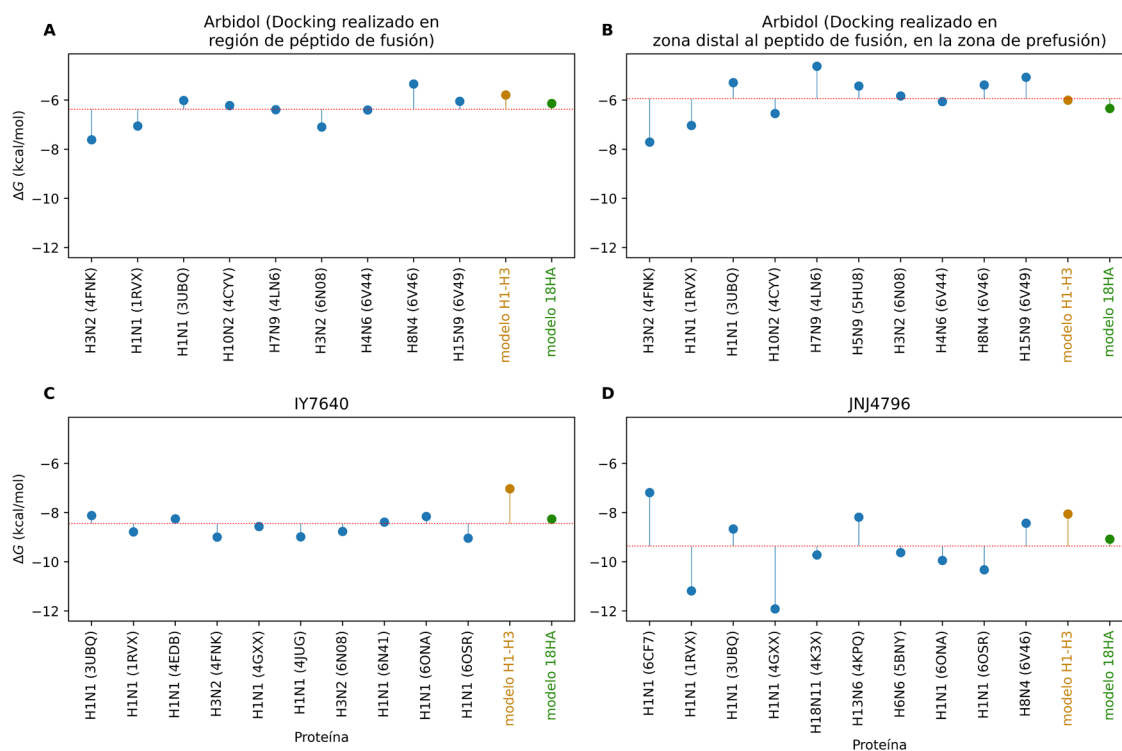 A
Arbidol (Docking realizado en
región de péptido de fusión)
ΔG (kcal/mol)
−6
−8
−10
−12
H3N2 (4FNK)
H1N1 (1RVX)
H1N1 (3UBQ)
H10N2 (4CYV)
H7N9 (4LN6)
H3N2 (6N08)
H4N6 (6V44)
H8N4 (6V46)
H15N9 (6V49)
modelo H1-H3
modelo 18HA
B
Arbidol (Docking realizado en
zona distal al peptido de fusión, en la zona de prefusión)
−6
−8
−10
−12
H3N2 (4FNK)
H1N1 (1RVX)
H1N1 (3UBQ)
H10N2 (4CYV)
H7N9 (4LN6)
H5N9 (5HU8)
H3N2 (6N08)
H4N6 (6V44)
H8N4 (6V46)
H15N9 (6V49)
modelo H1-H3
modelo 18HA
C
IY7640
ΔG (kcal/mol)
−6
−8
−10
−12
H1N1 (3UBQ)
H1N1 (1RVX)
H1N1 (4EDB)
H3N2 (4FNK)
H1N1 (4GXX)
H1N1 (4JUG)
H3N2 (6N08)
H1N1 (6N41)
H1N1 (6ONA)
H1N1 (6OSR)
modelo H1-H3
modelo 18HA
Proteína
D
JNJ4796
−6
−8
−10
−12
H1N1 (6CF7)
H1N1 (1RVX)
H1N1 (3UBQ)
H1N1 (4GXX)
H18N11 (4K3X)
H13N6 (4KPQ)
H6N6 (5BNY)
H1N1 (6ONA)
H1N1 (6OSR)
H8N4 (6V46)
modelo H1-H3
modelo 18HA
Proteína